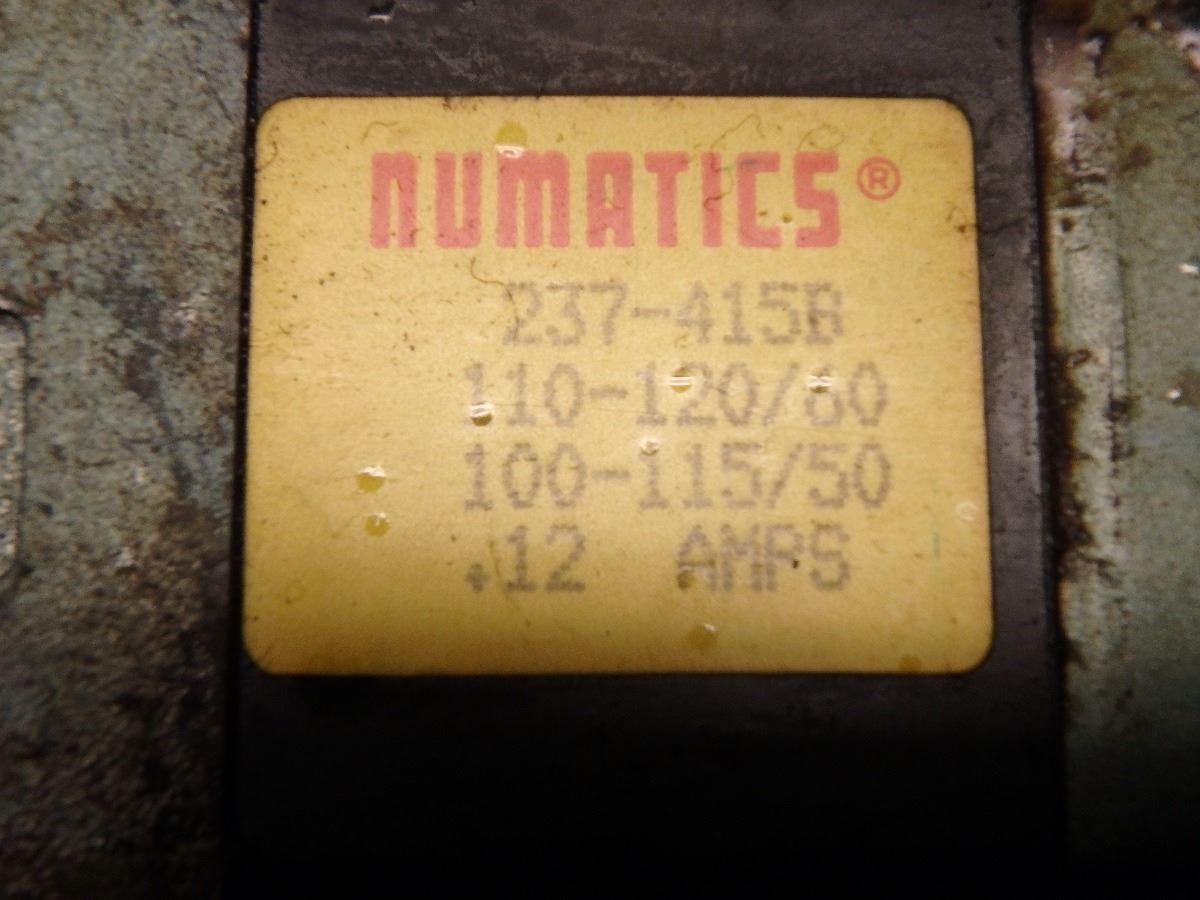 NUMATICS®
237-415B
110-120/60
100-115/50
.12 AMPS